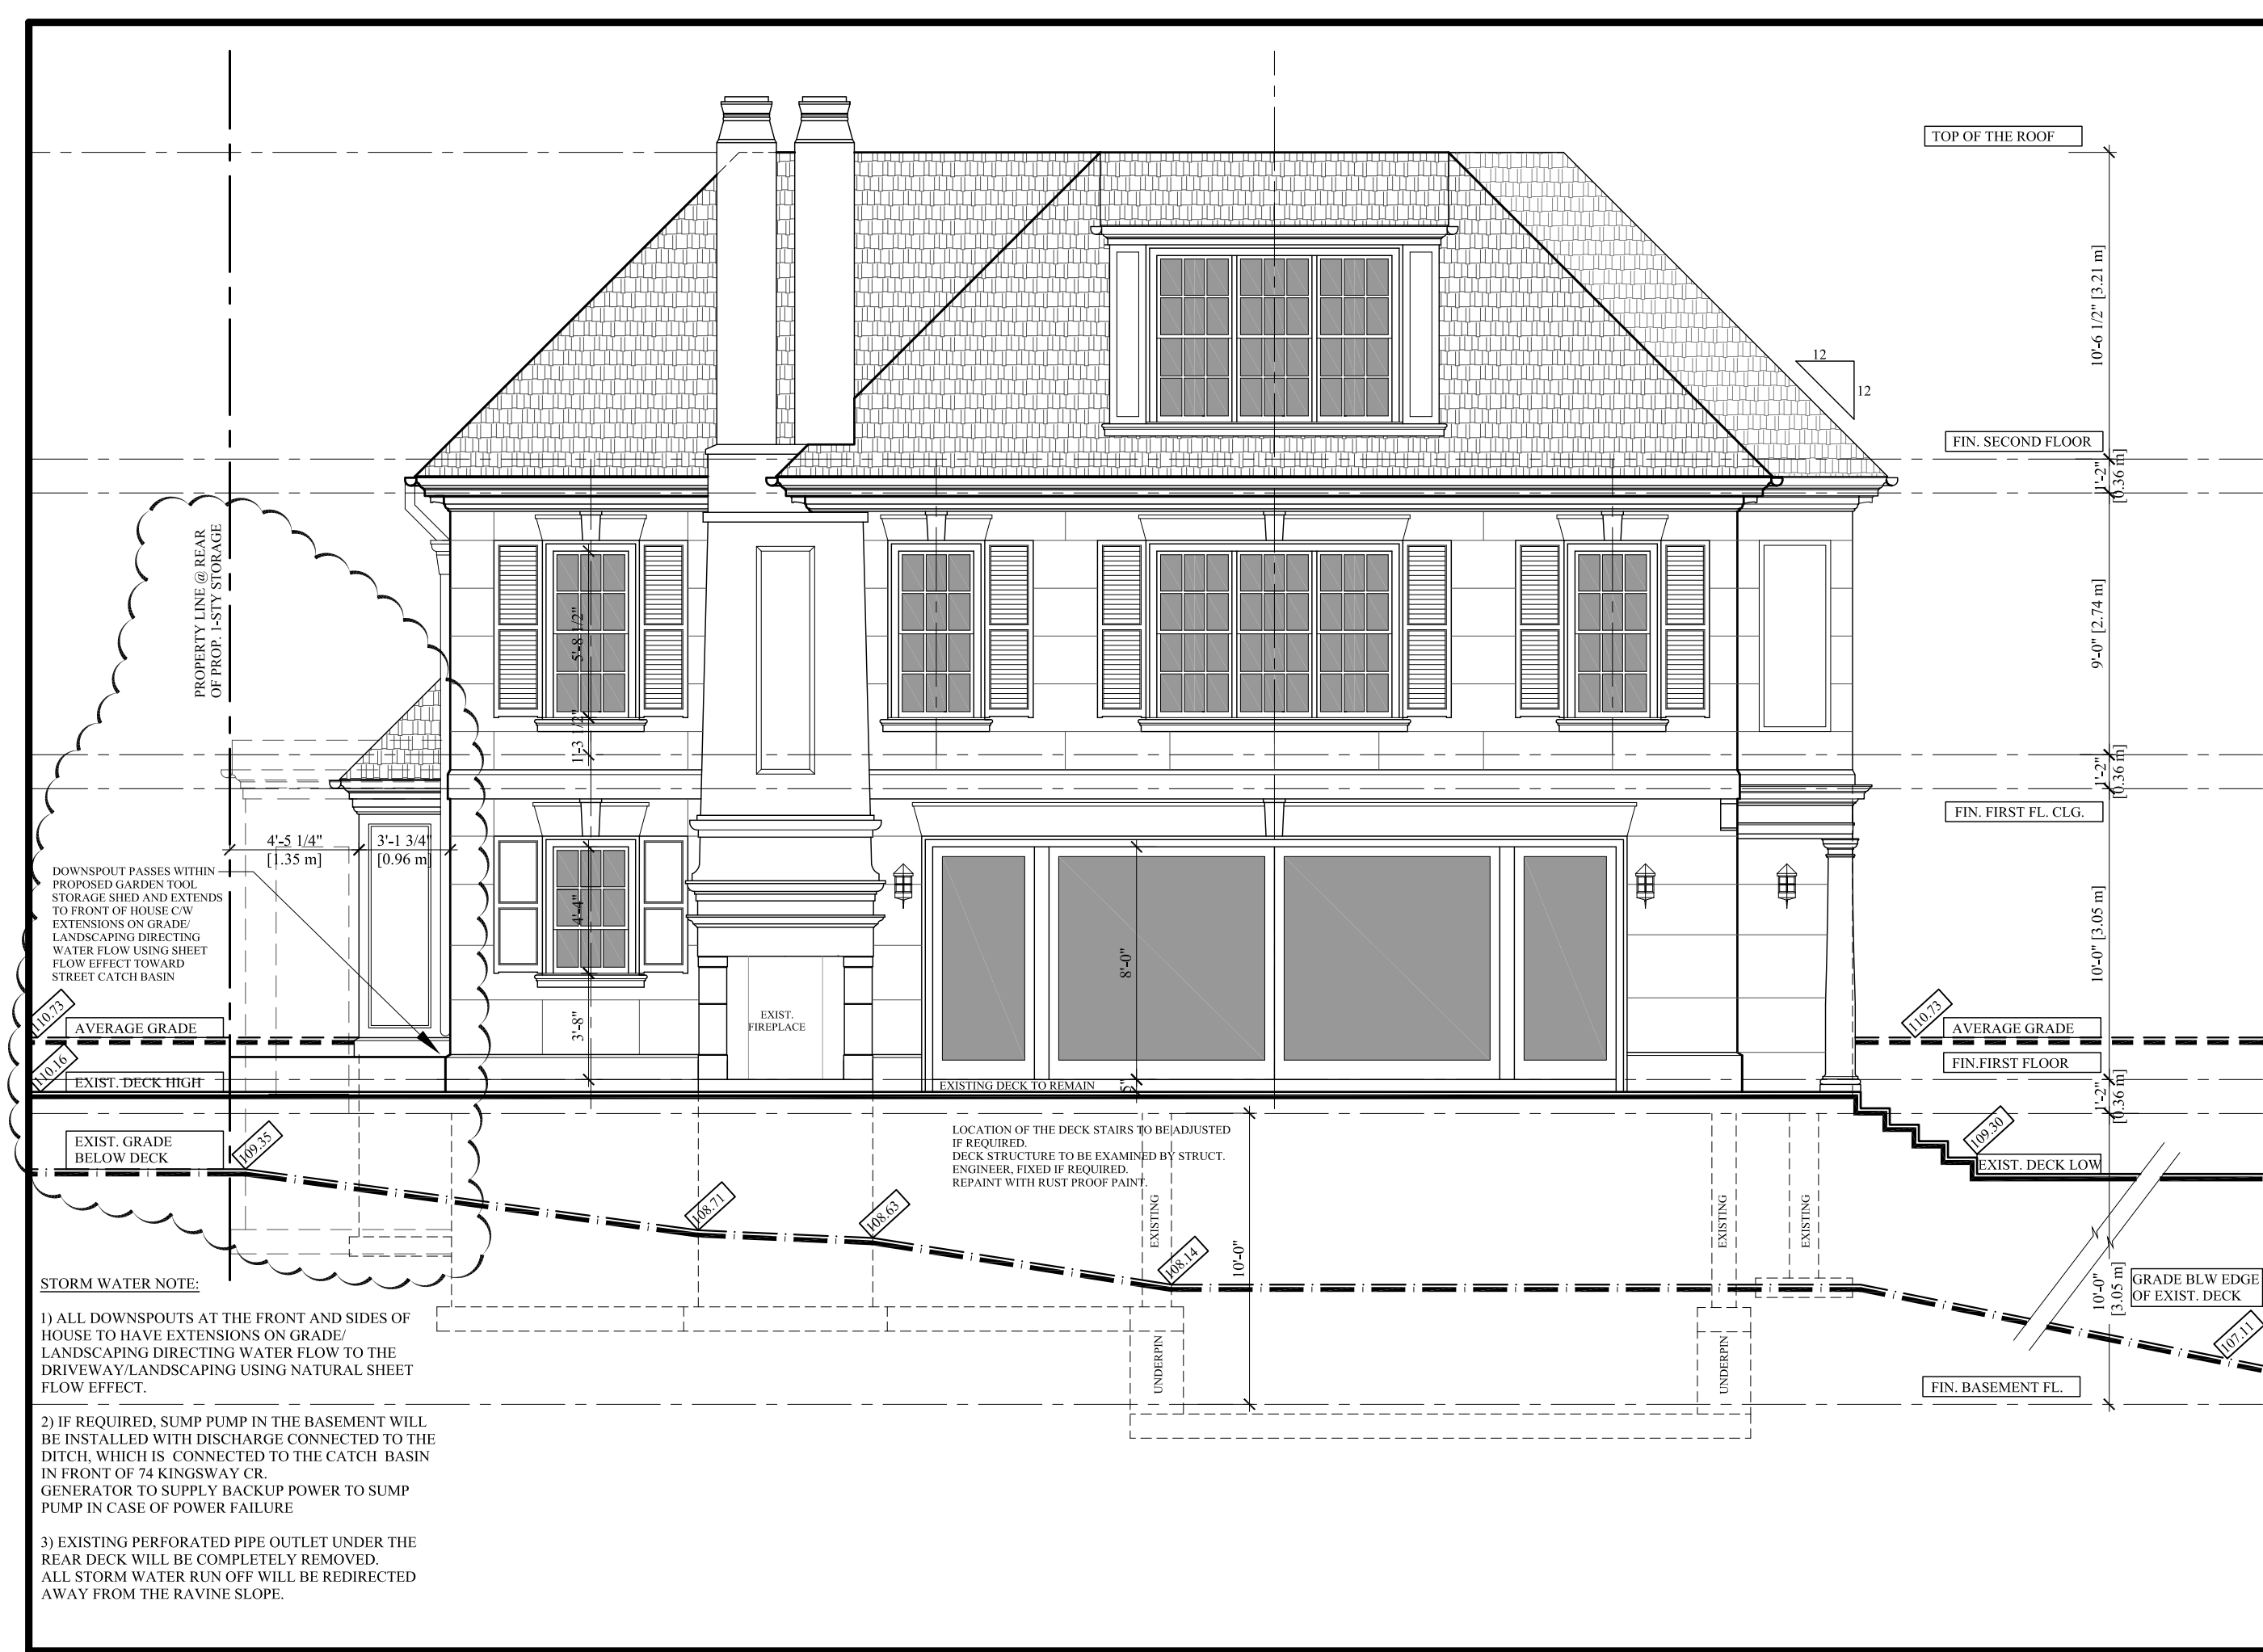 TOP OF THE ROOF
10'-6 1/2" [3.21 m]
12
12
FIN. SECOND FLOOR
1'-2"
[0.36 m]
PROPERTY LINE @ REAR
OF PROP. 1-STY STORAGE
5'-8 1/2"
1'-3 1/2"
9'-0" [2.74 m]
1'-2"
[0.36 m]
FIN. FIRST FL. CLG.
4'-5 1/4"
[1.35 m]
3'-1 3/4"
[0.96 m]
DOWNSPOUT PASSES WITHIN
PROPOSED GARDEN TOOL
STORAGE SHED AND EXTENDS
TO FRONT OF HOUSE C/W
EXTENSIONS ON GRADE/
LANDSCAPING DIRECTING
WATER FLOW USING SHEET
FLOW EFFECT TOWARD
STREET CATCH BASIN
4'-4"
8'-0"
10'-0" [3.05 m]
3'-8"
EXIST.
FIREPLACE
110.73
AVERAGE GRADE
110.16
EXIST. DECK HIGH
110.73
AVERAGE GRADE
FIN.FIRST FLOOR
EXISTING DECK TO REMAIN
5"
1'-2"
[0.36 m]
EXIST. GRADE
BELOW DECK
109.35
LOCATION OF THE DECK STAIRS TO BE ADJUSTED
IF REQUIRED.
DECK STRUCTURE TO BE EXAMINED BY STRUCT.
ENGINEER, FIXED IF REQUIRED.
REPAINT WITH RUST PROOF PAINT.
109.30
EXIST. DECK LOW
108.71
108.63
108.14
EXISTING
10'-0"
EXISTING
EXISTING
10'-0"
[3.05 m]
GRADE BLW EDGE
OF EXIST. DECK
107.11
UNDERPIN
UNDERPIN
FIN. BASEMENT FL.
STORM WATER NOTE:
1) ALL DOWNSPOUTS AT THE FRONT AND SIDES OF
HOUSE TO HAVE EXTENSIONS ON GRADE/
LANDSCAPING DIRECTING WATER FLOW TO THE
DRIVEWAY/LANDSCAPING USING NATURAL SHEET
FLOW EFFECT.
2) IF REQUIRED, SUMP PUMP IN THE BASEMENT WILL
BE INSTALLED WITH DISCHARGE CONNECTED TO THE
DITCH, WHICH IS CONNECTED TO THE CATCH BASIN
IN FRONT OF 74 KINGSWAY CR.
GENERATOR TO SUPPLY BACKUP POWER TO SUMP
PUMP IN CASE OF POWER FAILURE
3) EXISTING PERFORATED PIPE OUTLET UNDER THE
REAR DECK WILL BE COMPLETELY REMOVED.
ALL STORM WATER RUN OFF WILL BE REDIRECTED
AWAY FROM THE RAVINE SLOPE.